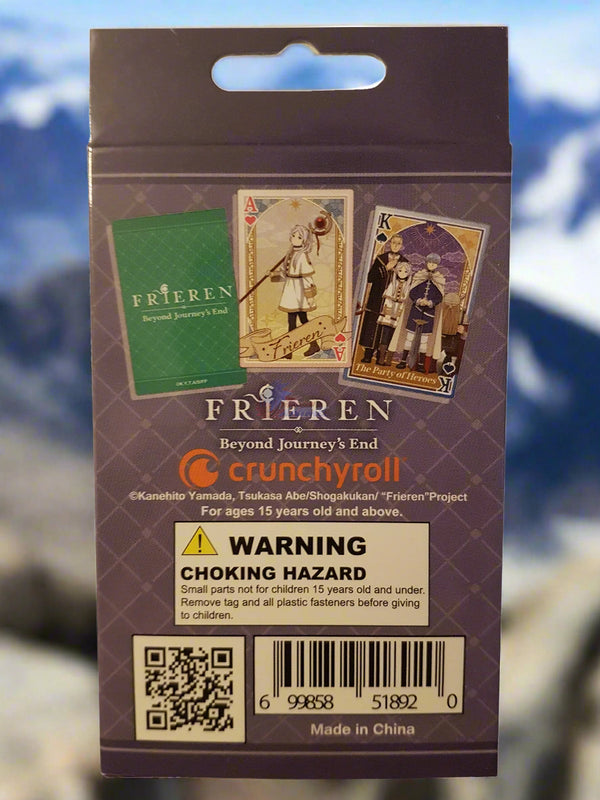 FRIEREN
Beyond Journey's End
©K.Y,T.A/S/FP
A
Frieren
A
K
The Party of Heroes
K
FRIEREN
Beyond Journey's End
crunchyroll
©Kanehito Yamada, Tsukasa Abe/Shogakukan/ "Frieren"Project
For ages 15 years old and above.
WARNING
CHOKING HAZARD
Small parts not for children 15 years old and under.
Remove tag and all plastic fasteners before giving
to children.
6 99858 51892 0
Made in China